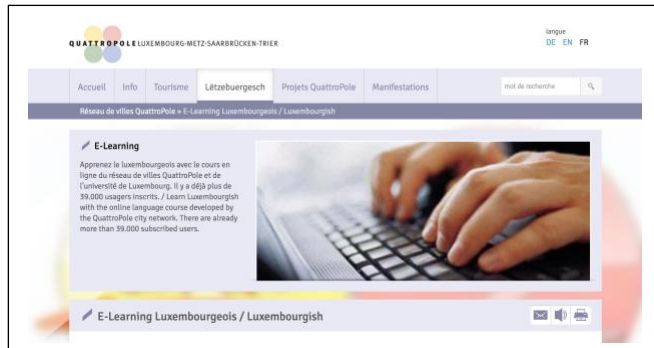 langue
QUATTROPOLE LUXEMBOURG-METZ-SAARBRÜCKEN-TRIER
DE EN FR
Accueil Info Tourisme Lëtzebuergesch Projets QuattroPole Manifestations mot de recherche
Réseau de villes QuattroPole » E-Learning Luxembourgeois / Luxembourgish
E-Learning
Apprenez le luxembourgeois avec le cours en
ligne du réseau de villes QuattroPole et de
l'université de Luxembourg. il y a déjà plus de
39.000 usagers inscrits. / Learn Luxembourgish
with the online language course developed by
the QuattroPole city network. There are already
more than 39.000 subscribed users.
E-Learning Luxembourgeois / Luxembourgish